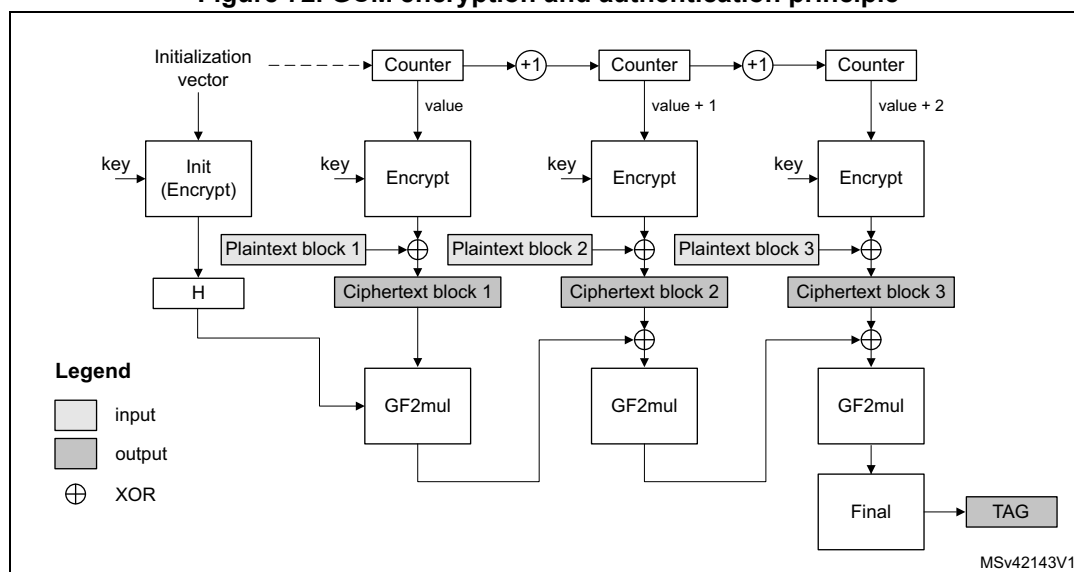 Figure 72. GCM encryption and authentication principle
Initialization
vector
Counter
+1
Counter
+1
Counter
value
value + 1
value + 2
key
Init
(Encrypt)
key
Encrypt
key
Encrypt
key
Encrypt
Plaintext block 1
Plaintext block 2
Plaintext block 3
H
Ciphertext block 1
Ciphertext block 2
Ciphertext block 3
Legend
input
output
XOR
GF2mul
GF2mul
GF2mul
Final
TAG
MSv42143V1